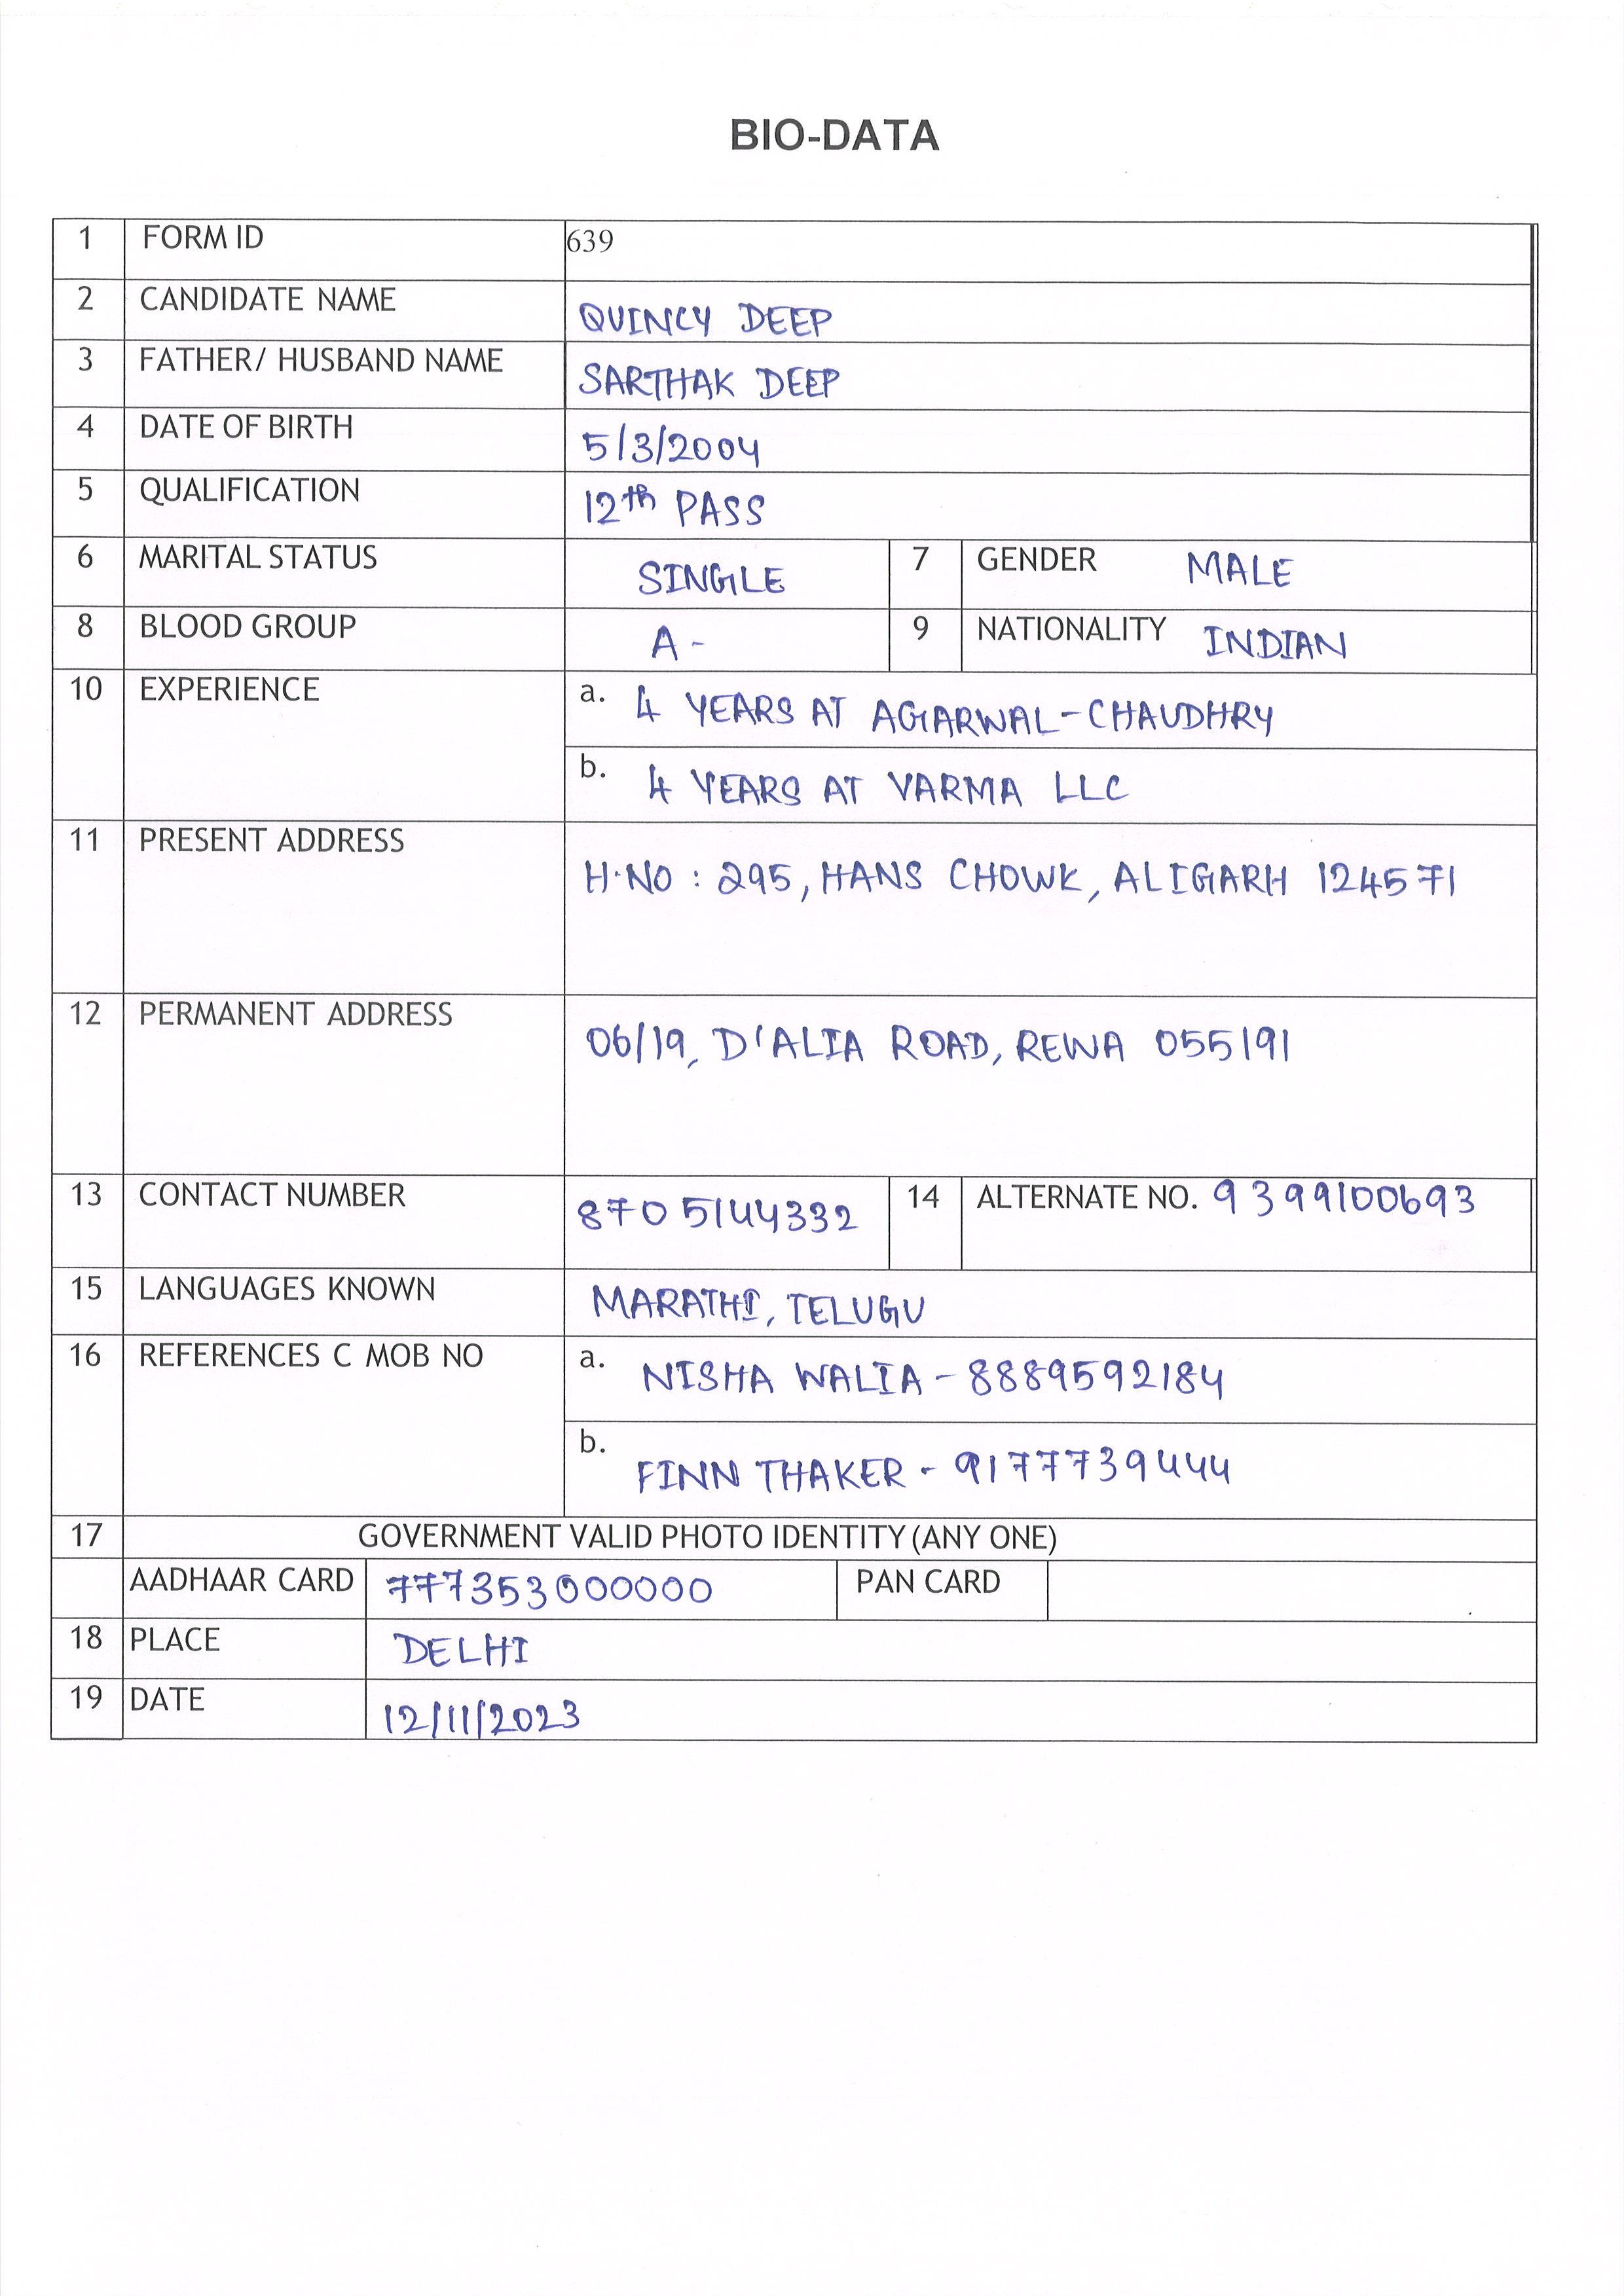 BIO-DATA
1 FORM ID 639
2 CANDIDATE NAME QUINCY DEEP
3 FATHER/ HUSBAND NAME SARTHAK DEEP
4 DATE OF BIRTH 5/3/2004
5 QUALIFICATION 12th PASS
6 MARITAL STATUS SINGLE 7 GENDER MALE
8 BLOOD GROUP A- 9 NATIONALITY INDIAN
10 EXPERIENCE a. 4 YEARS AT AGARWAL-CHAUDHRY
b. 4 YEARS AT VARMA LLC
11 PRESENT ADDRESS
H.NO : 295, HANS CHOWK, ALIGARH 124571
12 PERMANENT ADDRESS
06/19, D'ALIA ROAD, REWA 055191
13 CONTACT NUMBER 8705144332 14 ALTERNATE NO. 9399100693
15 LANGUAGES KNOWN MARATHI, TELUGU
16 REFERENCES C MOB NO a. NISHA WALIA - 8889592184
b. FINN THAKER - 9177739444
17 GOVERNMENT VALID PHOTO IDENTITY (ANY ONE)
AADHAAR CARD 777353000000 PAN CARD
18 PLACE DELHI
19 DATE 12/11/2023